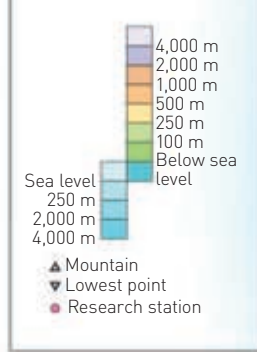 4,000 m
2,000 m
1,000 m
500 m
250 m
100 m
Below sea
level
Sea level
250 m
2,000 m
4,000 m
Mountain
Lowest point
Research station